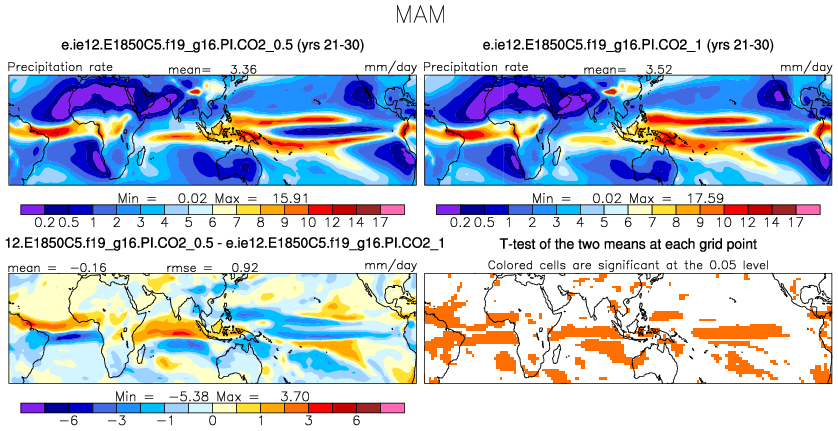 MAM
e.ie12.E1850C5.f19_g16.PI.CO2_0.5 (yrs 21-30)
Precipitation rate mean= 3.36 mm/day
Min = 0.02 Max = 15.91
0.2 0.5 1 2 3 4 5 6 7 8 9 10 12 14 17
e.ie12.E1850C5.f19_g16.PI.CO2_1 (yrs 21-30)
Precipitation rate mean= 3.52 mm/day
Min = 0.02 Max = 17.59
0.2 0.5 1 2 3 4 5 6 7 8 9 10 12 14 17
12.E1850C5.f19_g16.PI.CO2_0.5 - e.ie12.E1850C5.f19_g16.PI.CO2_1
mean = -0.16 rmse = 0.92 mm/day
Min = -5.38 Max = 3.70
-6 -3 -1 0 1 3 6
T-test of the two means at each grid point
Colored cells are significant at the 0.05 level